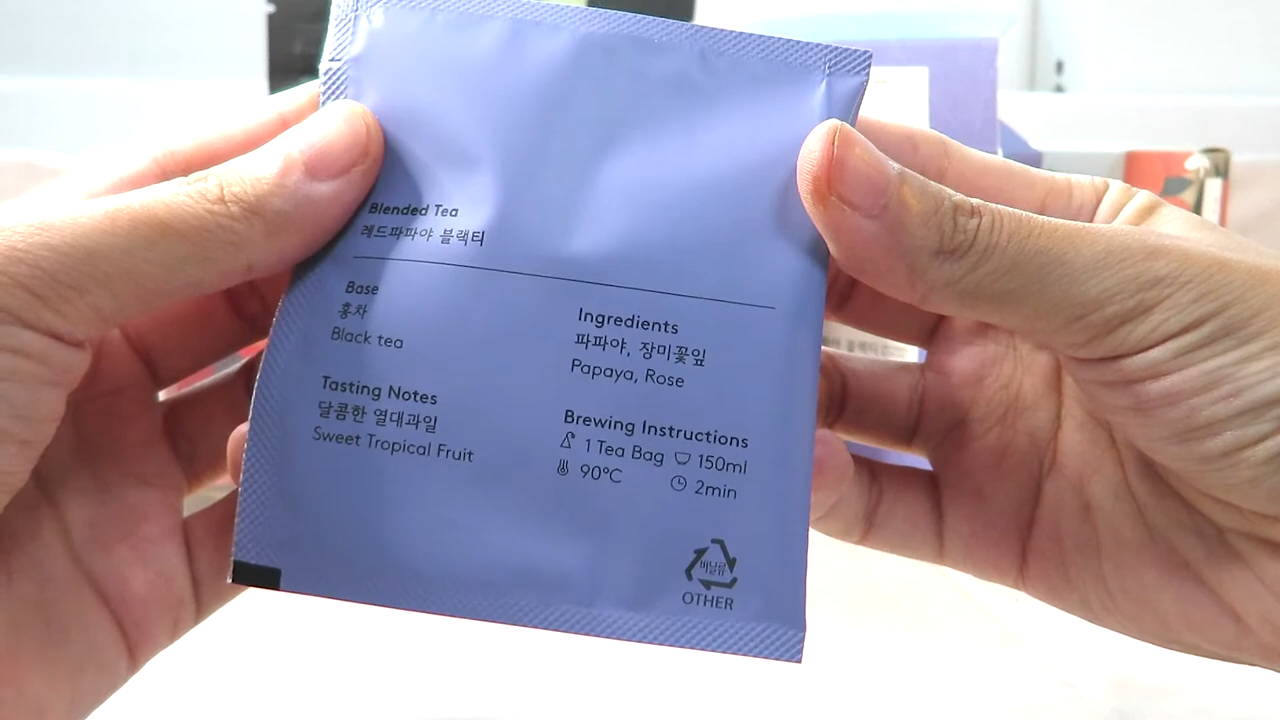 Blended Tea
레드파파야 블랙티
Base
홍차
Black tea
Tasting Notes
달콤한 열대과일
Sweet Tropical Fruit
Ingredients
파파야, 장미꽃잎
Papaya, Rose
Brewing Instructions
1 Tea Bag 150ml
90°C 2min
비닐류
OTHER